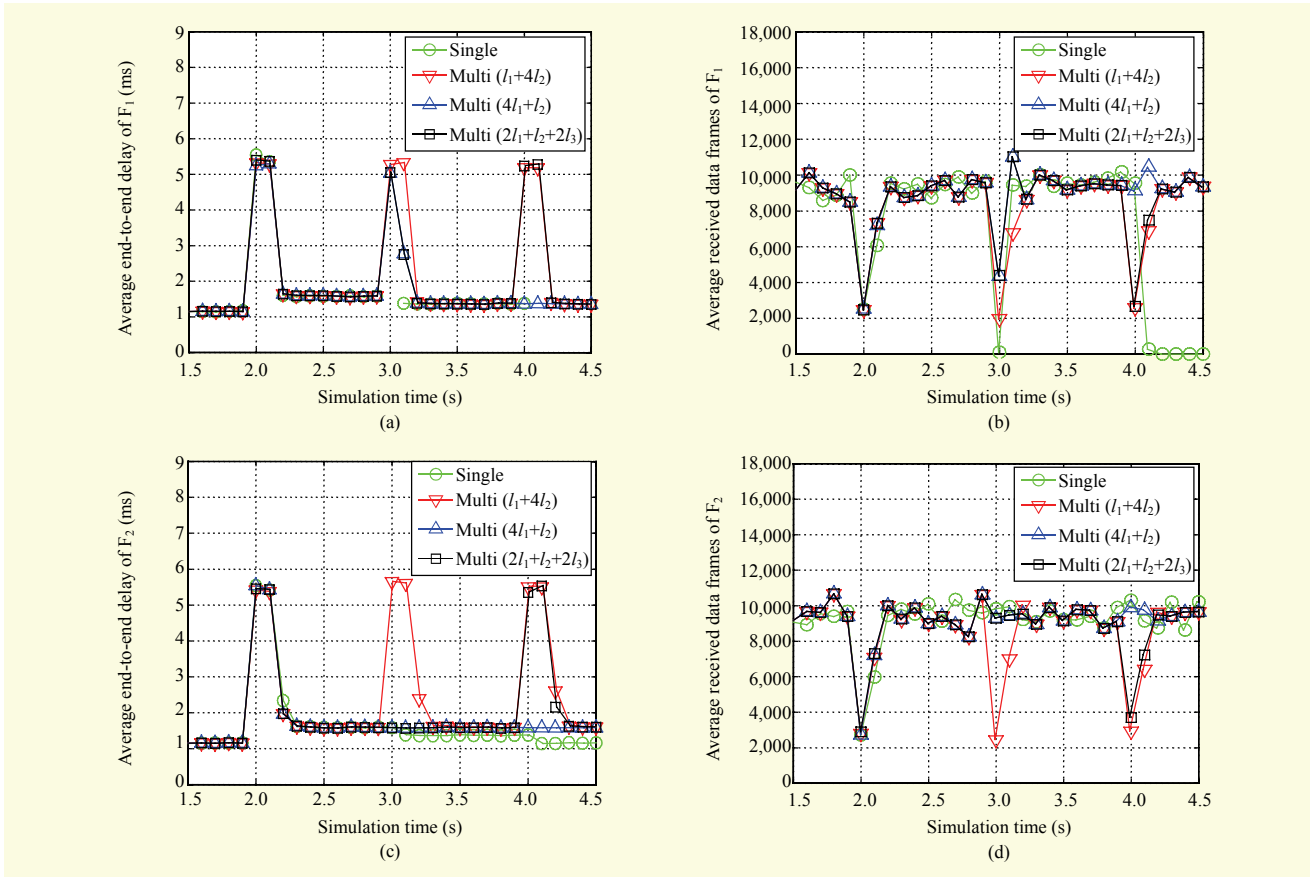 Average end-to-end delay of F₁ (ms)
9
8
7
6
5
4
3
2
1
0
Single
Multi (l₁+4l₂)
Multi (4l₁+l₂)
Multi (2l₁+l₂+2l₃)
1.5 2.0 2.5 3.0 3.5 4.0 4.5
Simulation time (s)
(a)
Average received data frames of F₁
18,000
16,000
14,000
12,000
10,000
8,000
6,000
4,000
2,000
0
Single
Multi (l₁+4l₂)
Multi (4l₁+l₂)
Multi (2l₁+l₂+2l₃)
1.5 2.0 2.5 3.0 3.5 4.0 4.5
Simulation time (s)
(b)
Average end-to-end delay of F₂ (ms)
9
8
7
6
5
4
3
2
1
0
Single
Multi (l₁+4l₂)
Multi (4l₁+l₂)
Multi (2l₁+l₂+2l₃)
1.5 2.0 2.5 3.0 3.5 4.0 4.5
Simulation time (s)
(c)
Average received data frames of F₂
18,000
16,000
14,000
12,000
10,000
8,000
6,000
4,000
2,000
0
Single
Multi (l₁+4l₂)
Multi (4l₁+l₂)
Multi (2l₁+l₂+2l₃)
1.5 2.0 2.5 3.0 3.5 4.0 4.5
Simulation time (s)
(d)